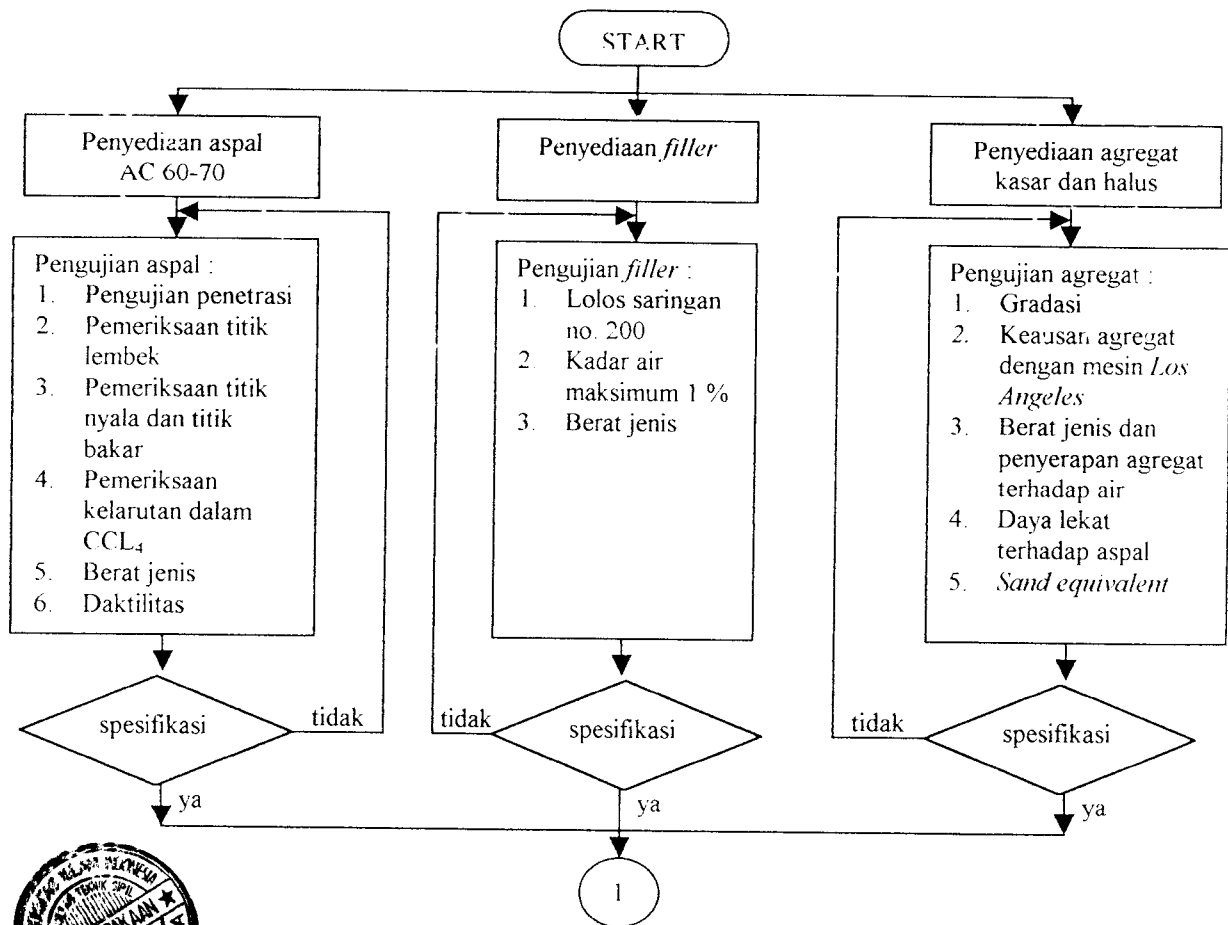 START
Penyediaan aspal
AC 60-70
Penyediaan filler
Penyediaan agregat
kasar dan halus
Pengujian aspal :
1. Pengujian penetrasi
2. Pemeriksaan titik
lembek
3. Pemeriksaan titik
nyala dan titik
bakar
4. Pemeriksaan
kelarutan dalam
CCL₄
5. Berat jenis
6. Daktilitas
Pengujian filler :
1. Lolos saringan
no. 200
2. Kadar air
maksimum 1 %
3. Berat jenis
Pengujian agregat :
1. Gradasi
2. Keausan agregat
dengan mesin Los
Angeles
3. Berat jenis dan
penyerapan agregat
terhadap air
4. Daya lekat
terhadap aspal
5. Sand equivalent
spesifikasi
tidak
ya
tidak
spesifikasi
ya
tidak
spesifikasi
ya
1
INDONESIA
TEKNIK SIPIL